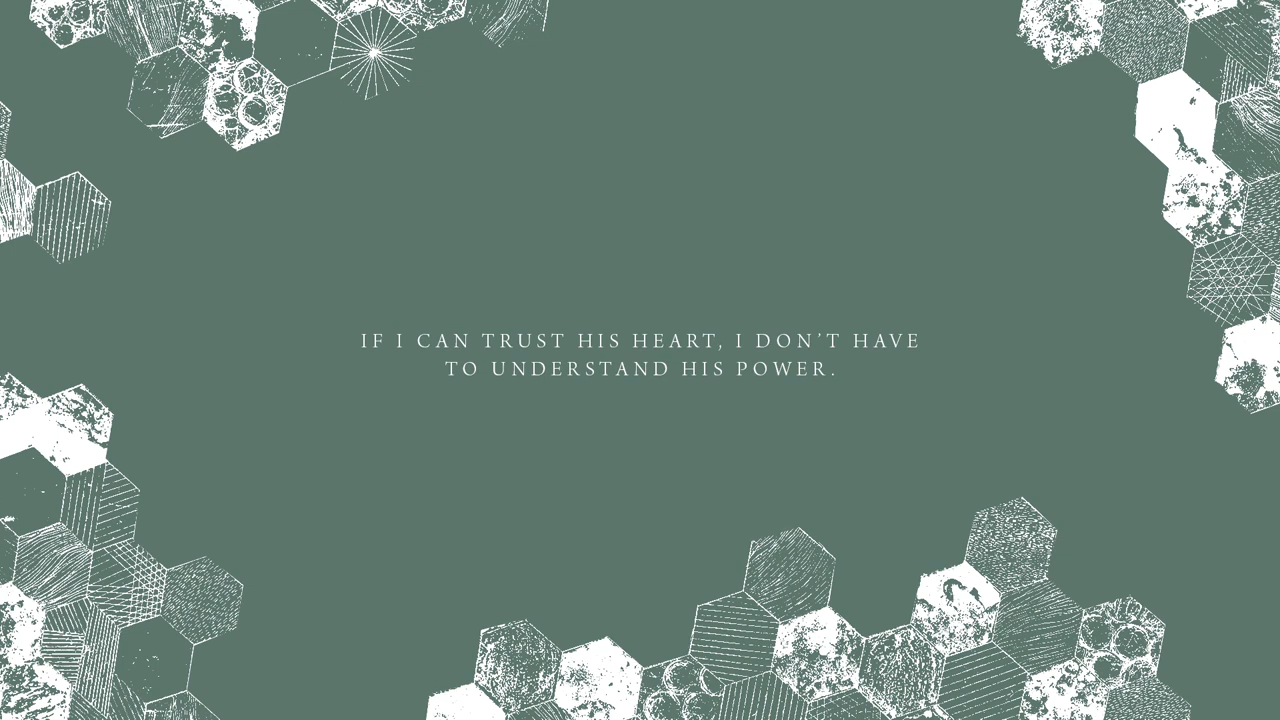 IF I CAN TRUST HIS HEART, I DON’T HAVE
TO UNDERSTAND HIS POWER.